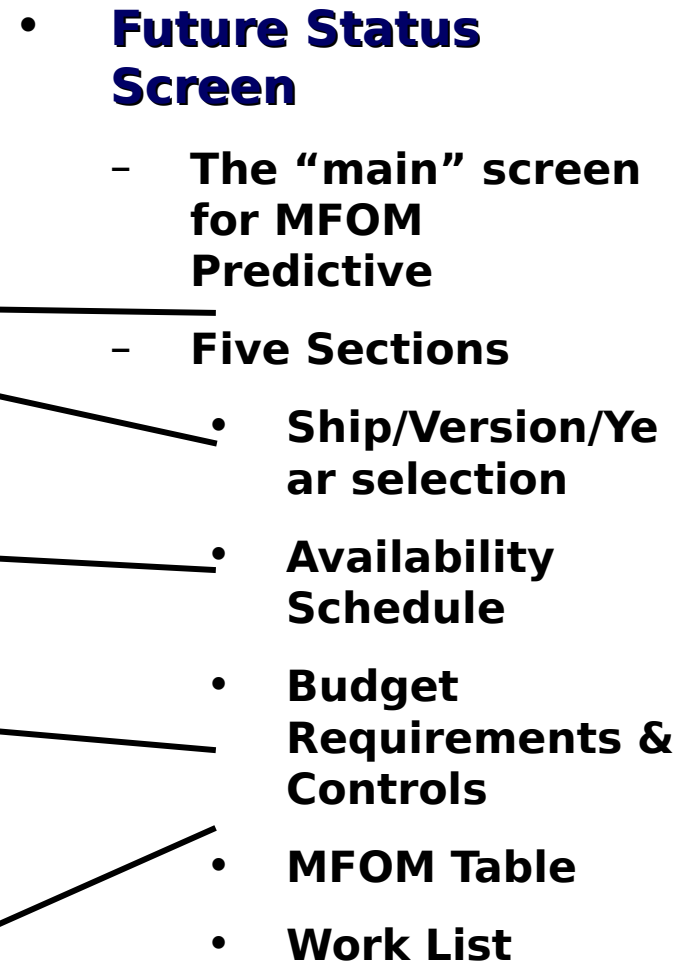 • Future Status
Screen
– The “main” screen
for MFOM
Predictive
– Five Sections
• Ship/Version/Ye
ar selection
• Availability
Schedule
• Budget
Requirements &
Controls
• MFOM Table
• Work List